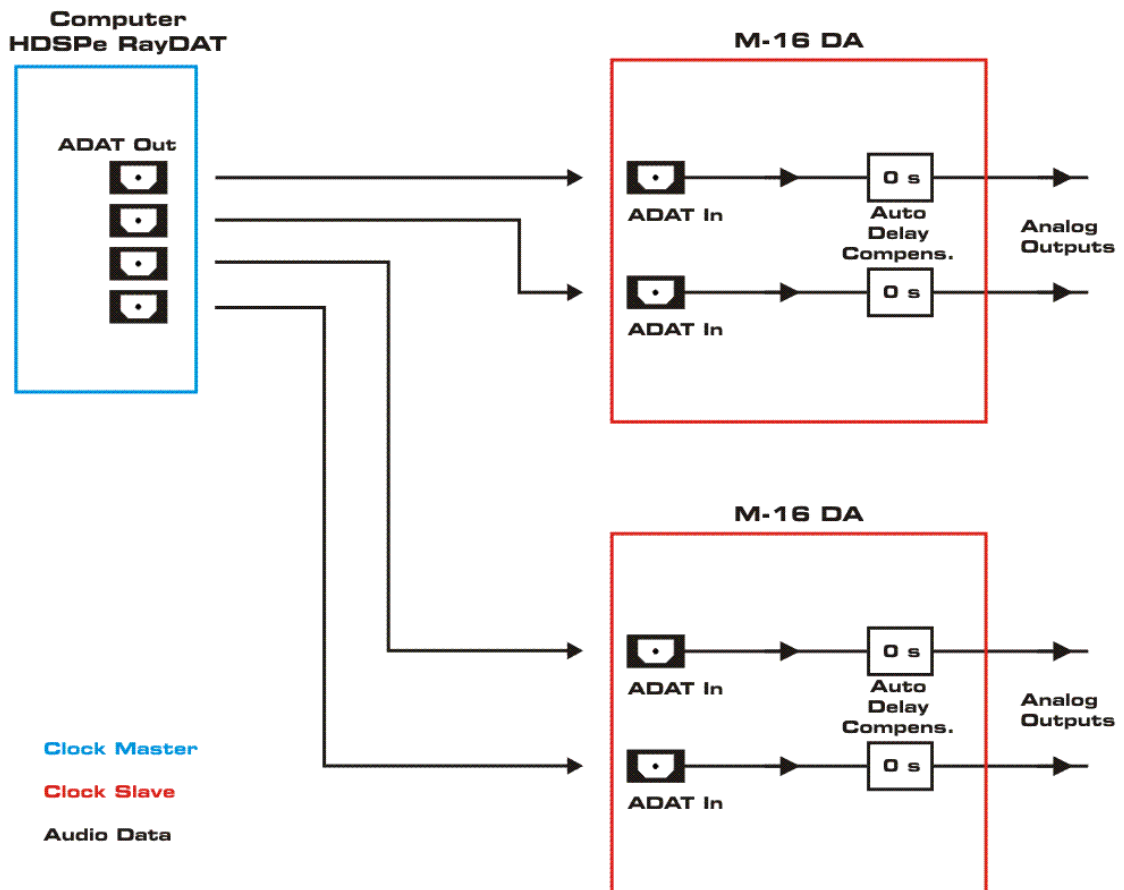 Computer
HDSPe RayDAT
ADAT Out
M-16 DA
ADAT In
0 s
Auto
Delay
Compens.
Analog
Outputs
ADAT In
0 s
M-16 DA
ADAT In
0 s
Auto
Delay
Compens.
Analog
Outputs
ADAT In
0 s
Clock Master
Clock Slave
Audio Data